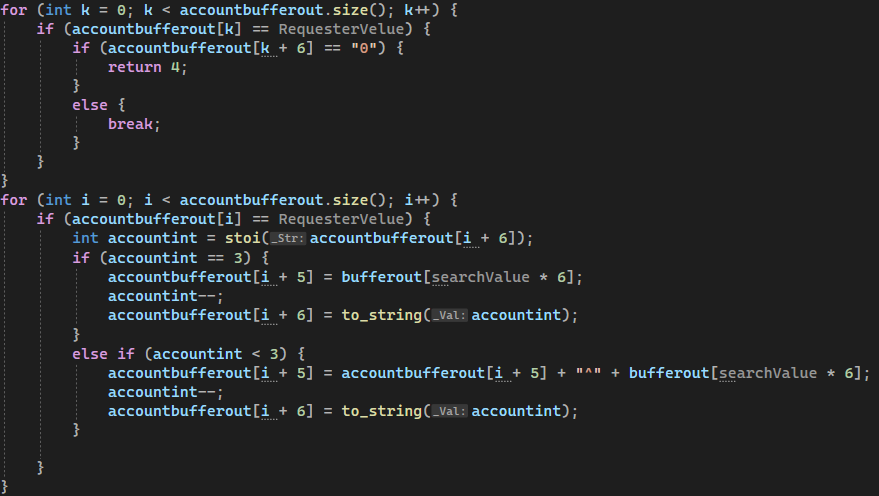 for (int k = 0; k < accountbufferout.size(); k++) {
if (accountbufferout[k] == RequesterVelue) {
if (accountbufferout[k + 6] == "0") {
return 4;
}
else {
break;
}
}
}
for (int i = 0; i < accountbufferout.size(); i++) {
if (accountbufferout[i] == RequesterVelue) {
int accountint = stoi(_Str: accountbufferout[i + 6]);
if (accountint == 3) {
accountbufferout[i + 5] = bufferout[searchValue * 6];
accountint--;
accountbufferout[i + 6] = to_string(_Val: accountint);
}
else if (accountint < 3) {
accountbufferout[i + 5] = accountbufferout[i + 5] + "^" + bufferout[searchValue * 6];
accountint--;
accountbufferout[i + 6] = to_string(_Val: accountint);
}
}
}